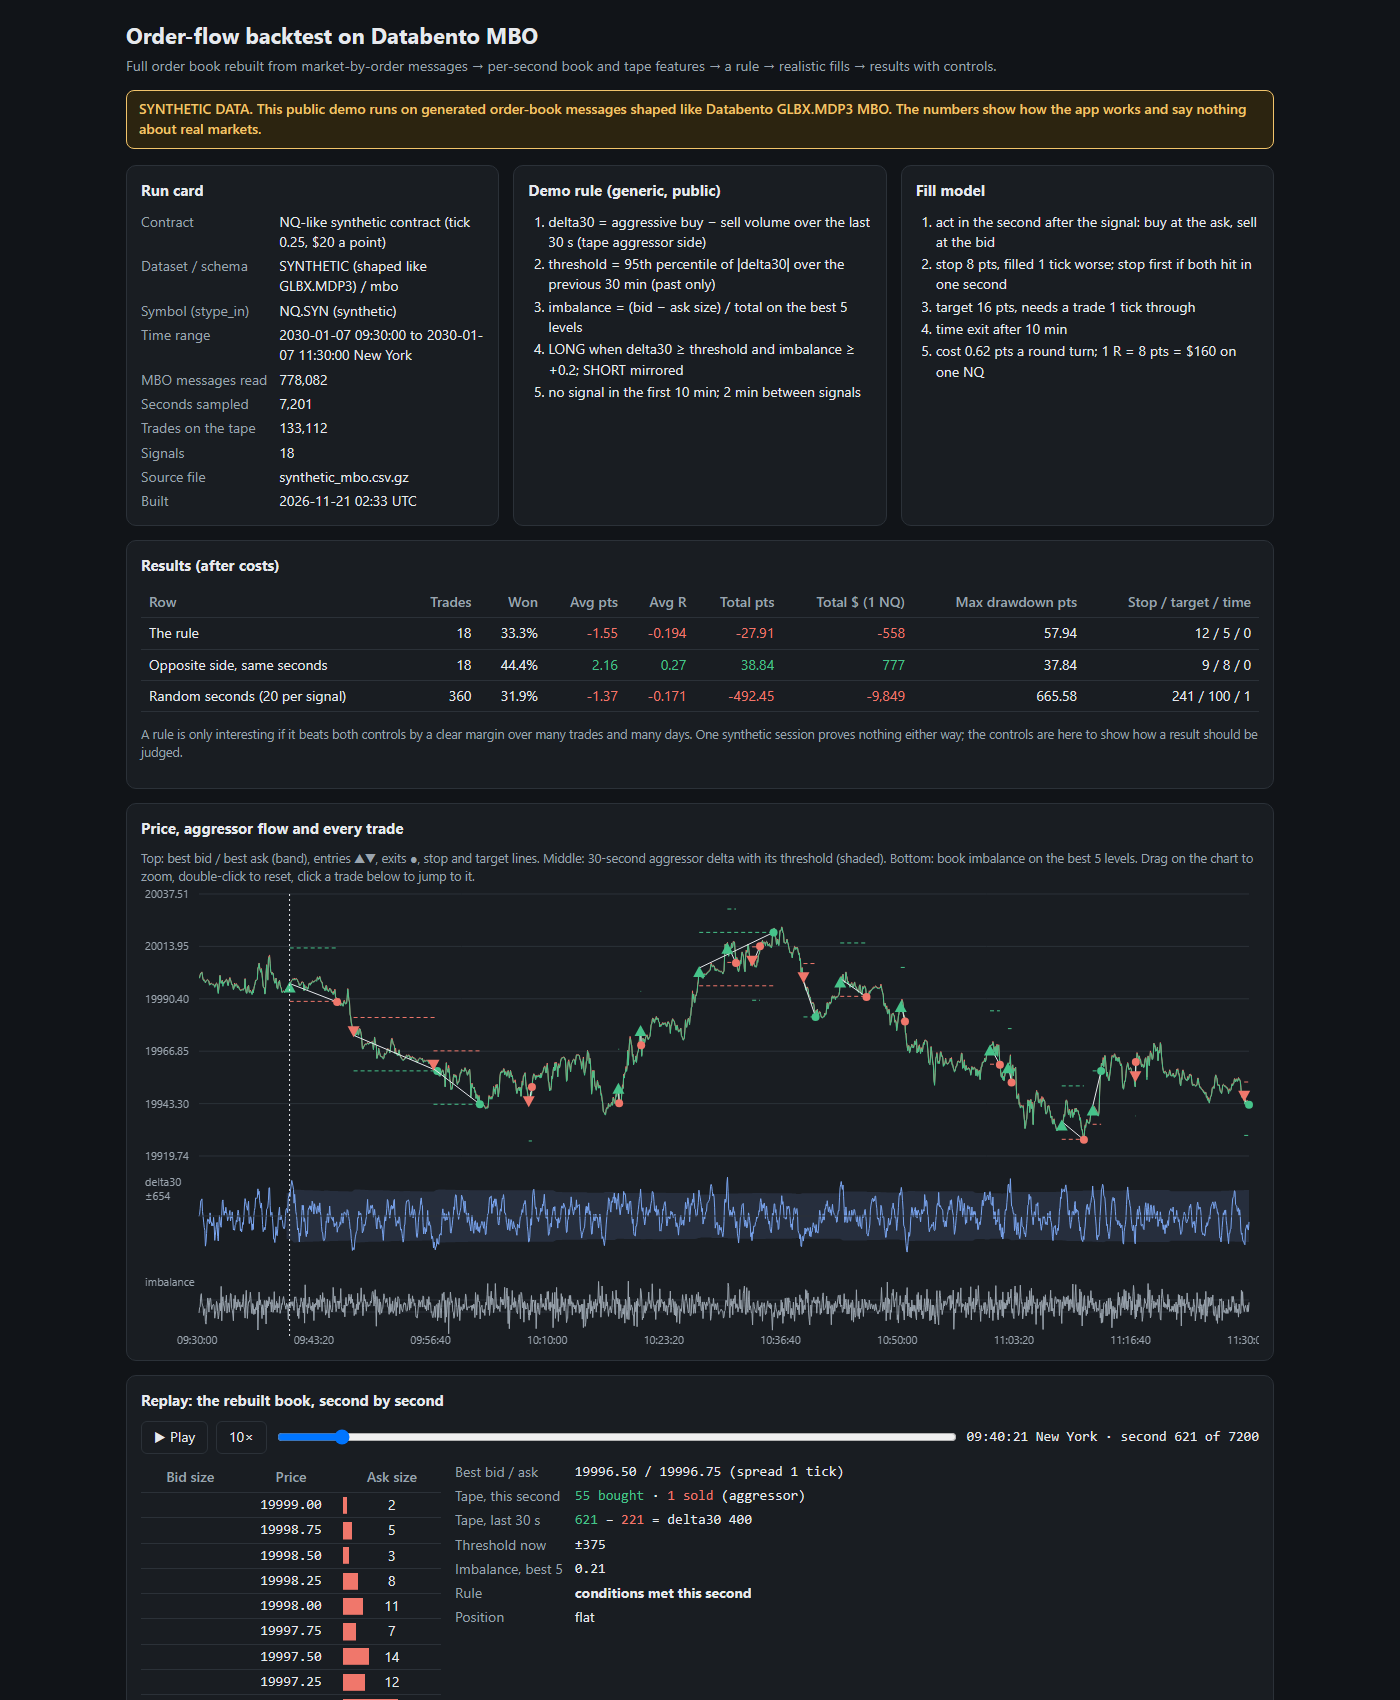 Order-flow backtest on Databento MBO
Full order book rebuilt from market-by-order messages → per-second book and tape features → a rule → realistic fills → results with controls.
SYNTHETIC DATA. This public demo runs on generated order-book messages shaped like Databento GLBX.MDP3 MBO. The numbers show how the app works and say nothing
about real markets.
Run card
Contract NQ-like synthetic contract (tick
0.25, $20 a point)
Dataset / schema SYNTHETIC (shaped like
GLBX.MDP3) / mbo
Symbol (stype_in) NQ.SYN (synthetic)
Time range 2030-01-07 09:30:00 to 2030-01-
07 11:30:00 New York
MBO messages read 778,082
Seconds sampled 7,201
Trades on the tape 133,112
Signals 18
Source file synthetic_mbo.csv.gz
Built 2026-11-21 02:33 UTC
Demo rule (generic, public)
1. delta30 = aggressive buy − sell volume over the last
30 s (tape aggressor side)
2. threshold = 95th percentile of |delta30| over the
previous 30 min (past only)
3. imbalance = (bid − ask size) / total on the best 5
levels
4. LONG when delta30 ≥ threshold and imbalance ≥
+0.2; SHORT mirrored
5. no signal in the first 10 min; 2 min between signals
Fill model
1. act in the second after the signal: buy at the ask, sell
at the bid
2. stop 8 pts, filled 1 tick worse; stop first if both hit in
one second
3. target 16 pts, needs a trade 1 tick through
4. time exit after 10 min
5. cost 0.62 pts a round turn; 1 R = 8 pts = $160 on
one NQ
Results (after costs)
Row Trades Won Avg pts Avg R Total pts Total $ (1 NQ) Max drawdown pts Stop / target / time
The rule 18 33.3% -1.55 -0.194 -27.91 -558 57.94 12 / 5 / 0
Opposite side, same seconds 18 44.4% 2.16 0.27 38.84 777 37.84 9 / 8 / 0
Random seconds (20 per signal) 360 31.9% -1.37 -0.171 -492.45 -9,849 665.58 241 / 100 / 1
A rule is only interesting if it beats both controls by a clear margin over many trades and many days. One synthetic session proves nothing either way; the controls are here to show how a result should be
judged.
Price, aggressor flow and every trade
Top: best bid / best ask (band), entries ▲▼, exits ●, stop and target lines. Middle: 30-second aggressor delta with its threshold (shaded). Bottom: book imbalance on the best 5 levels. Drag on the chart to
zoom, double-click to reset, click a trade below to jump to it.
20037.51
20013.95
19990.40
19966.85
19943.30
19919.74
delta30
±654
imbalance
09:30:00 09:43:20 09:56:40 10:10:00 10:23:20 10:36:40 10:50:00 11:03:20 11:16:40 11:30:0
Replay: the rebuilt book, second by second
▶ Play 10× 09:40:21 New York · second 621 of 7200
Bid size Price Ask size
19999.00 2
19998.75 5
19998.50 3
19998.25 8
19998.00 11
19997.75 7
19997.50 14
19997.25 12
Best bid / ask 19996.50 / 19996.75 (spread 1 tick)
Tape, this second 55 bought · 1 sold (aggressor)
Tape, last 30 s 621 − 221 = delta30 400
Threshold now ±375
Imbalance, best 5 0.21
Rule conditions met this second
Position flat